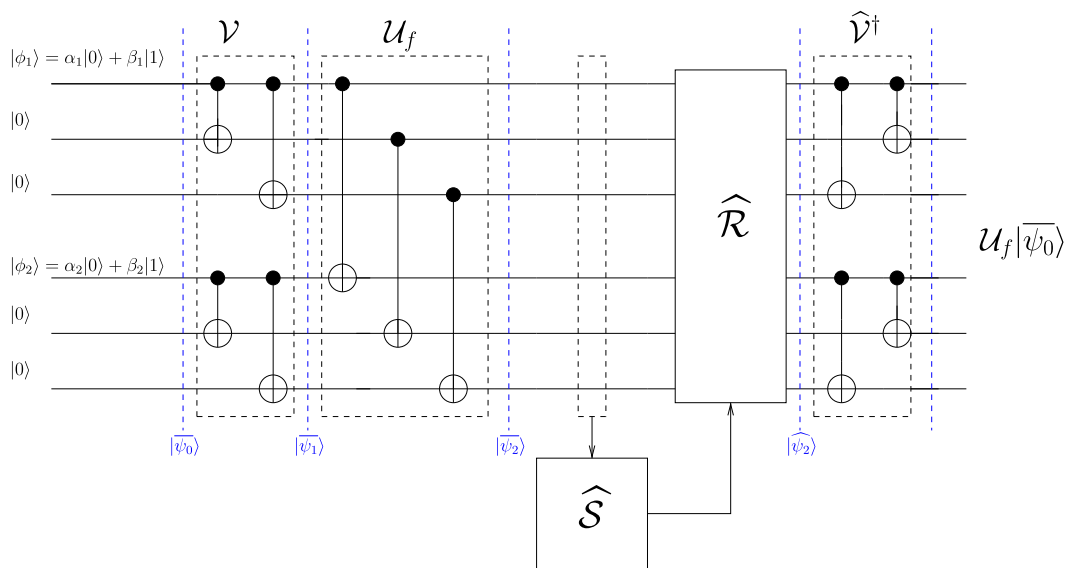 𝒱 𝒰_f 𝒱̂†
|ϕ₁⟩ = α₁|0⟩ + β₁|1⟩
|0⟩
|0⟩
ℛ̂
𝒰_f|ψ̅₀⟩
|ϕ₂⟩ = α₂|0⟩ + β₂|1⟩
|0⟩
|0⟩
|ψ̅₀⟩ |ψ̅₁⟩ |ψ̅₂⟩ |ψ̂₂⟩
𝒮̂